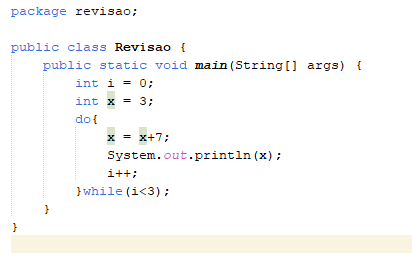 package revisao;
public class Revisao {
public static void main(String[] args) {
int i = 0;
int x = 3;
do{
x = x+7;
System.out.println(x);
i++;
}while(i<3);
}
}